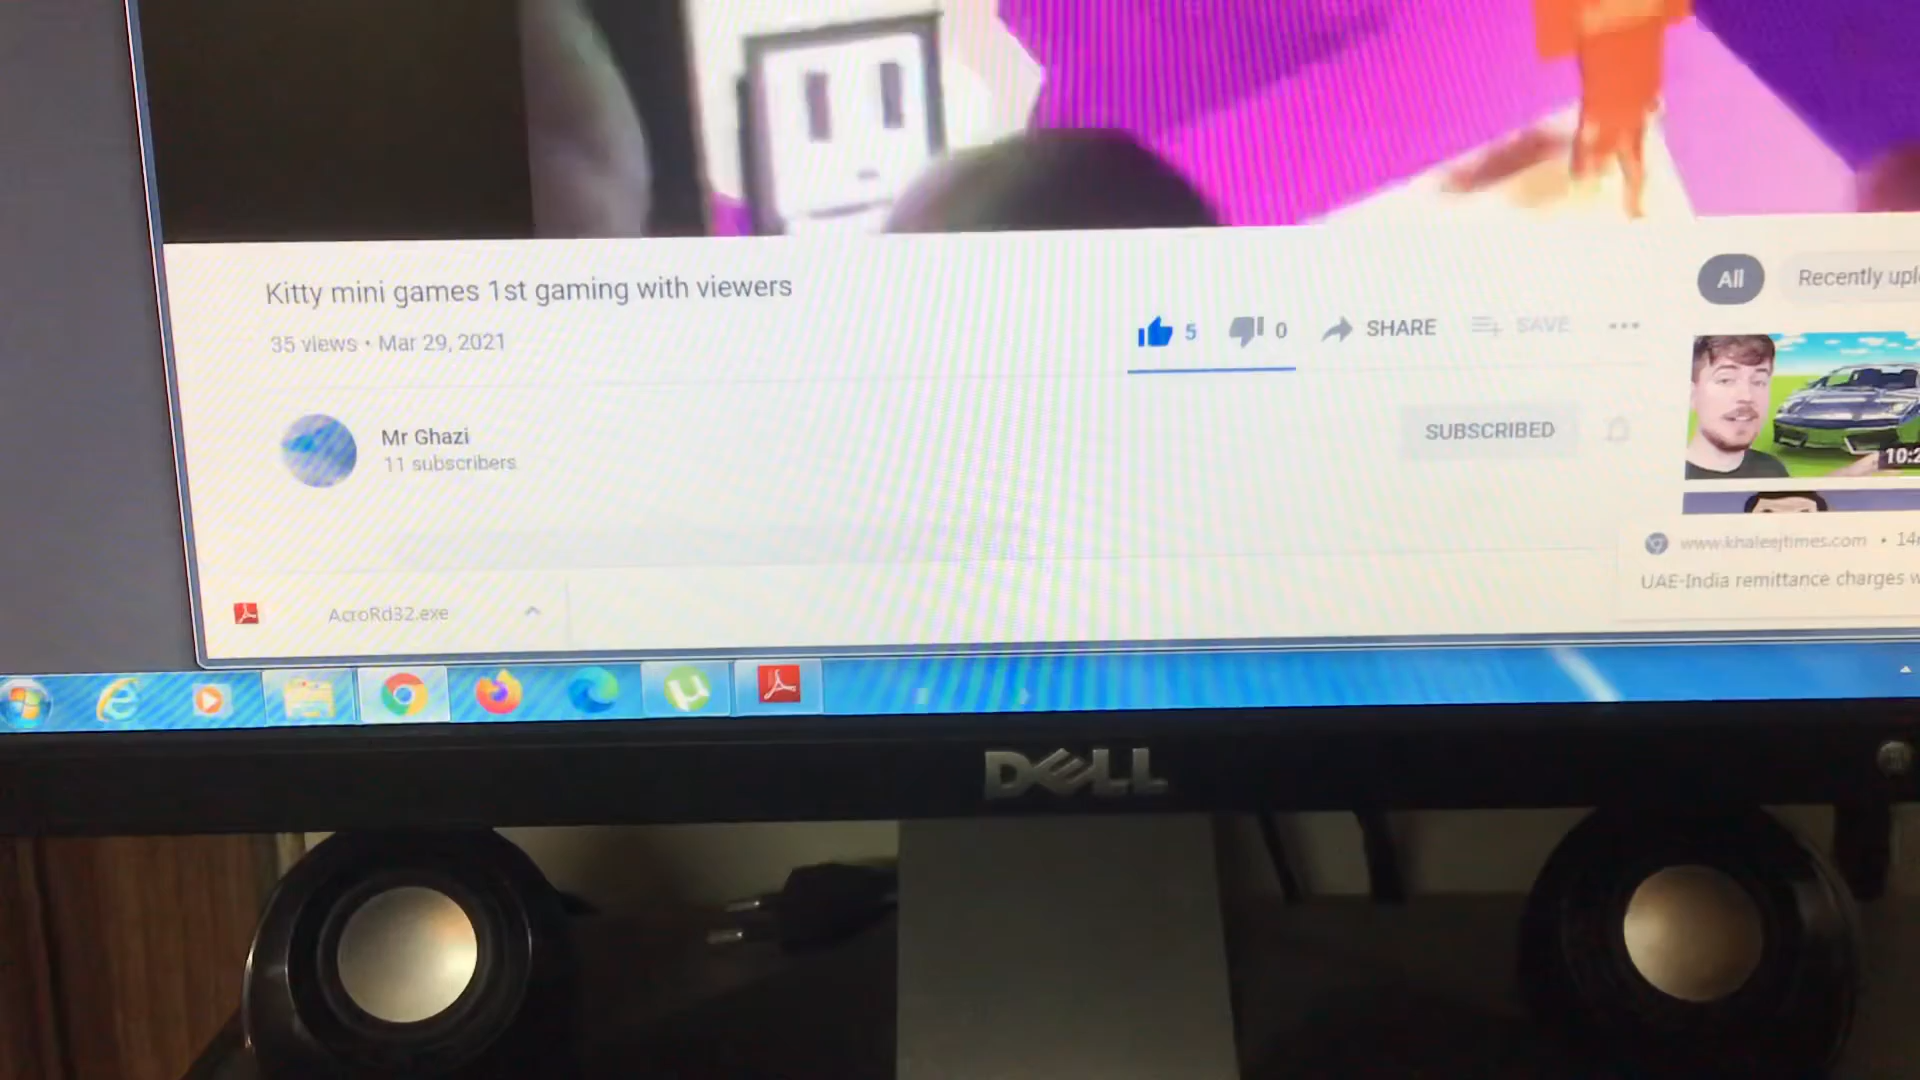 Kitty mini games 1st gaming with viewers
35 views • Mar 29, 2021
5
0
SHARE
SAVE
Mr Ghazi
11 subscribers
SUBSCRIBED
All
Recently upl
10:2
www.khaleejtimes.com • 14
UAE-India remittance charges w
AcroRd32.exe
DELL